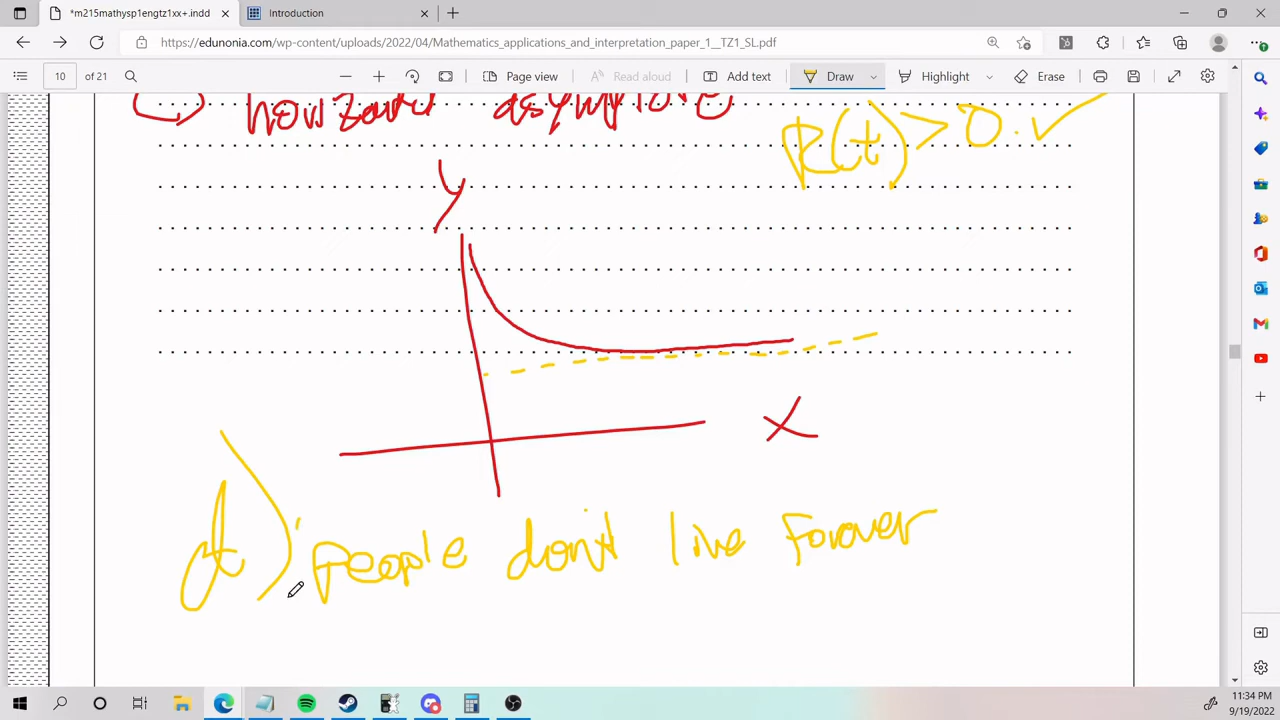 *m215mathysp1engtz1xx+.indd
Introduction
https://edunonia.com/wp-content/uploads/2022/04/Mathematics_applications_and_interpretation_paper_1__TZ1_SL.pdf
10 of 21
Page view
Read aloud
Add text
Draw
Highlight
Erase
asymptote
R(t) > 0. ✓
y
x
d) people don't live forever
11:34 PM
9/19/2022